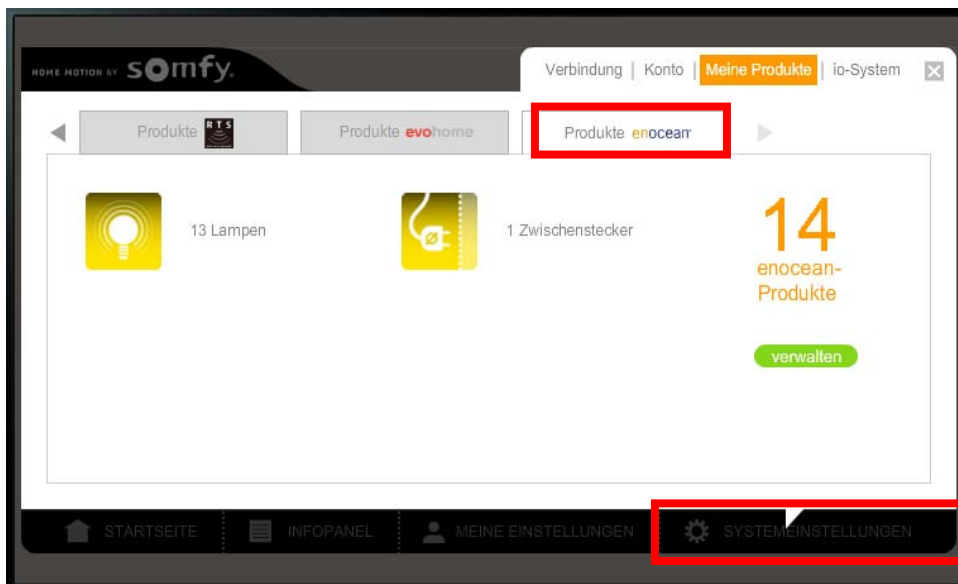 HOME MOTION BY somfy.
Verbindung | Konto | Meine Produkte | io-System
Produkte RTS
Produkte evohome
Produkte enocean
13 Lampen
1 Zwischenstecker
14
enocean-
Produkte
verwalten
STARTSEITE
INFOPANEL
MEINE EINSTELLUNGEN
SYSTEMEINSTELLUNGEN